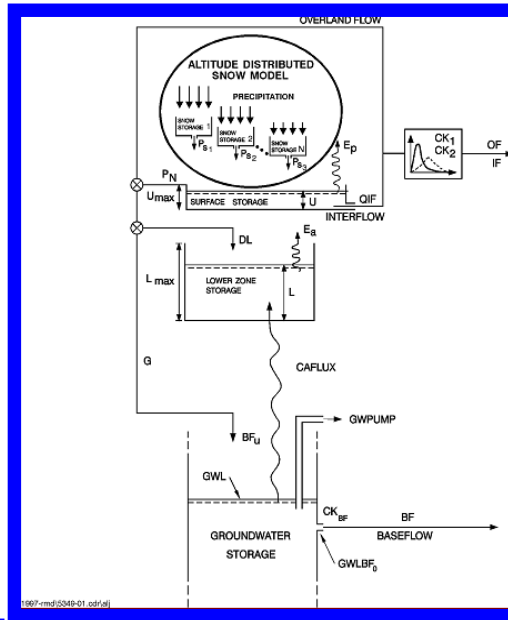 OVERLAND FLOW
ALTITUDE DISTRIBUTED
SNOW MODEL
PRECIPITATION
SNOW
STORAGE 1
SNOW
STORAGE 2
SNOW
STORAGE N
Ps1
Ps2
Ps3
Ep
CK1
CK2
OF
IF
PN
Umax
SURFACE STORAGE
U
QIF
INTERFLOW
DL
Ea
Lmax
LOWER ZONE
STORAGE
L
G
CAFLUX
BFu
GWPUMP
GWL
CKBF
BF
GROUNDWATER
STORAGE
BASEFLOW
GWLBF0
1997-rmd\5349-01.cdr\alj